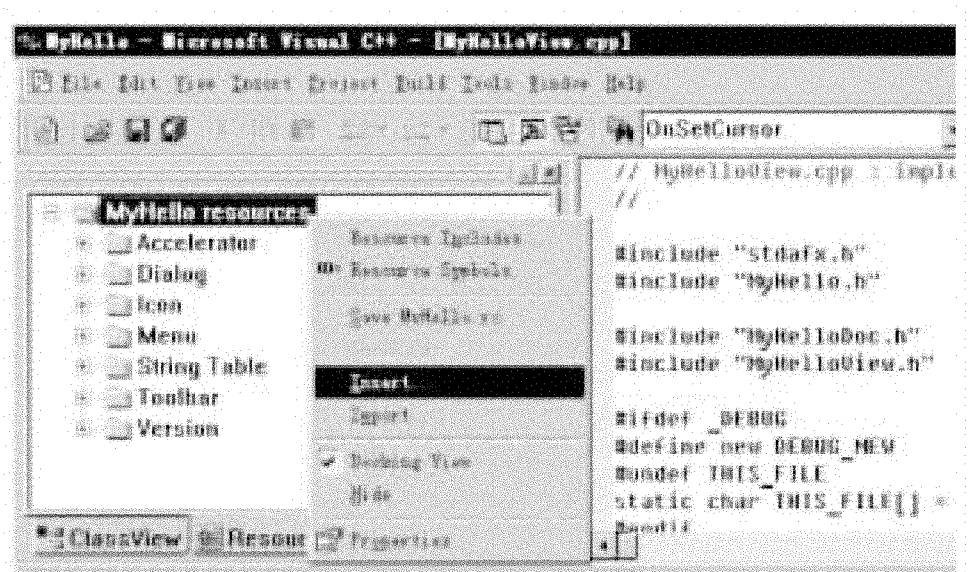 MyHello - Microsoft Visual C++ - [MyHelloView.cpp]
File Edit View Insert Project Build Tools Window Help
OnSetCursor
MyHello resources
Accelerator
Dialog
Icon
Menu
String Table
Toolbar
Version
ClassView Resour
Resource Includes
Resource Symbols
Save MyHello.rc
Insert
Import
Docking View
Hide
Properties
// MyHelloView.cpp : imple
//
#include "stdafx.h"
#include "MyHello.h"
#include "MyHelloDoc.h"
#include "MyHelloView.h"
#ifdef _DEBUG
#define new DEBUG_NEW
#undef THIS_FILE
static char THIS_FILE[] =
#endif